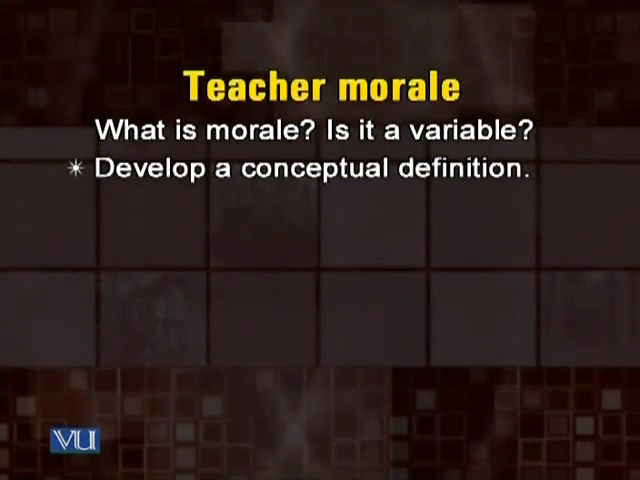 Teacher morale
What is morale? Is it a variable?
✴ Develop a conceptual definition.
VU